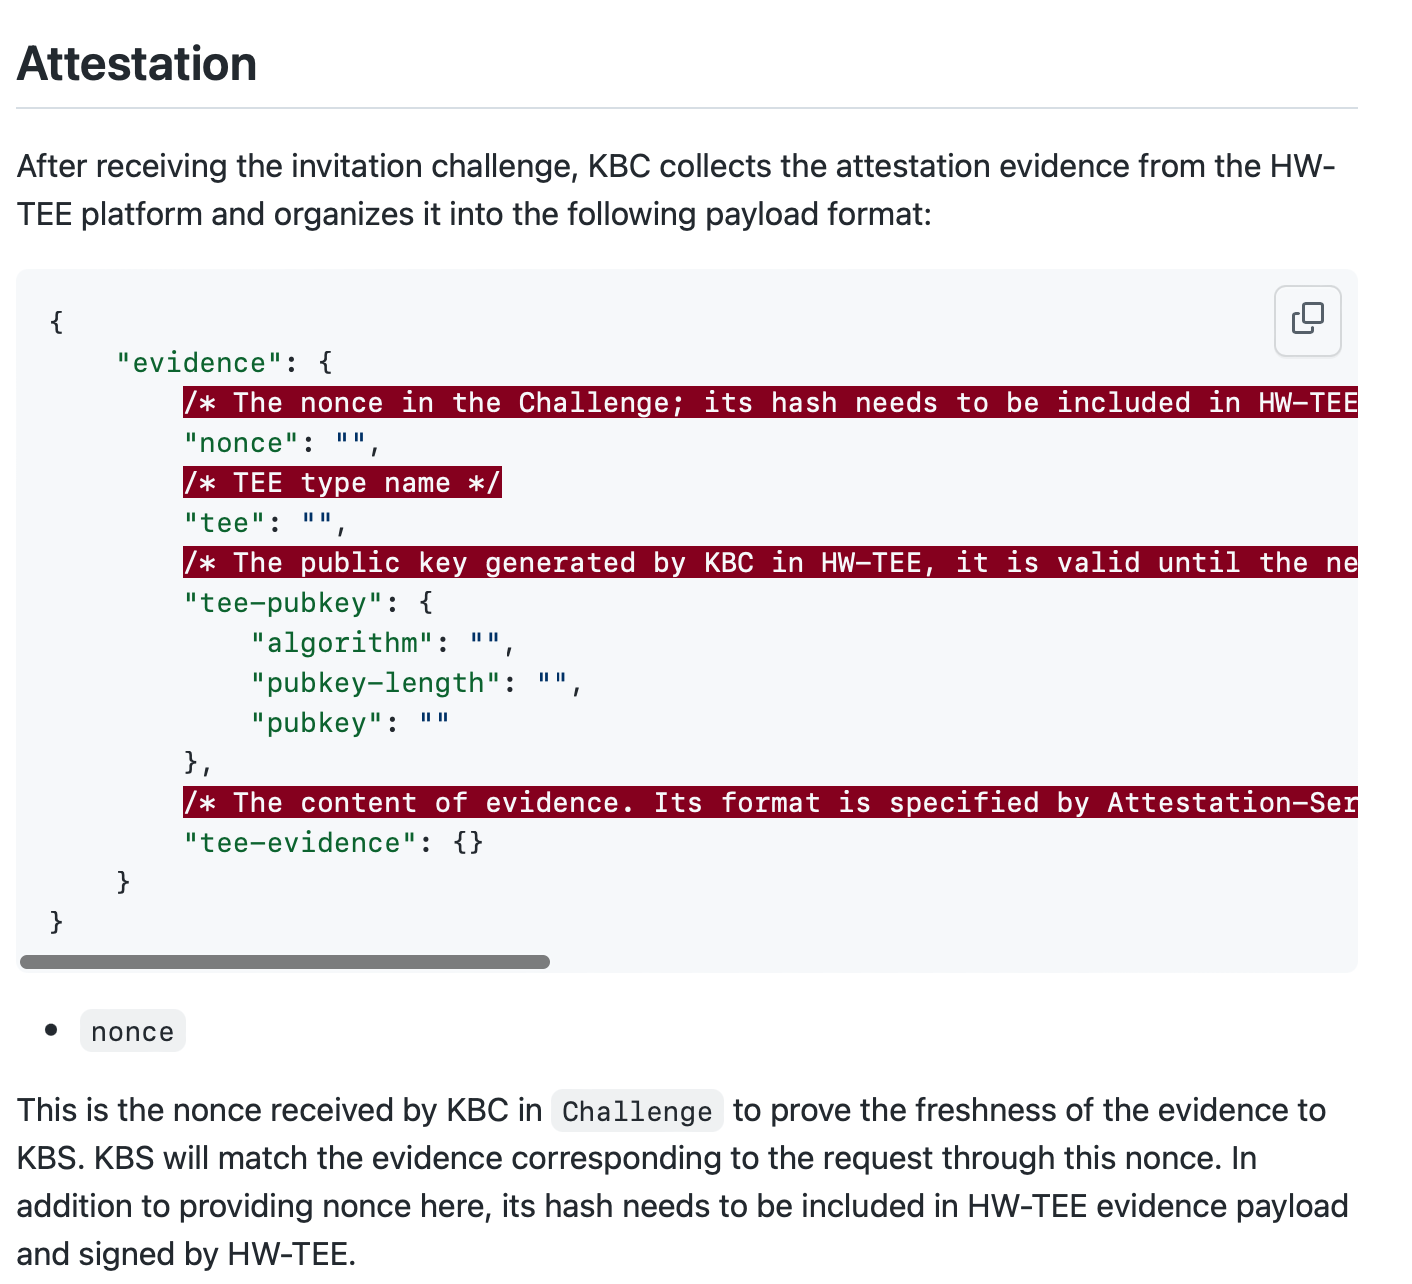 Attestation
After receiving the invitation challenge, KBC collects the attestation evidence from the HW-
TEE platform and organizes it into the following payload format:
{
    "evidence": {
        /* The nonce in the Challenge; its hash needs to be included in HW-TEE
        "nonce": "",
        /* TEE type name */
        "tee": "",
        /* The public key generated by KBC in HW-TEE, it is valid until the ne
        "tee-pubkey": {
            "algorithm": "",
            "pubkey-length": "",
            "pubkey": ""
        },
        /* The content of evidence. Its format is specified by Attestation-Ser
        "tee-evidence": {}
    }
}
• nonce
This is the nonce received by KBC in Challenge to prove the freshness of the evidence to
KBS. KBS will match the evidence corresponding to the request through this nonce. In
addition to providing nonce here, its hash needs to be included in HW-TEE evidence payload
and signed by HW-TEE.